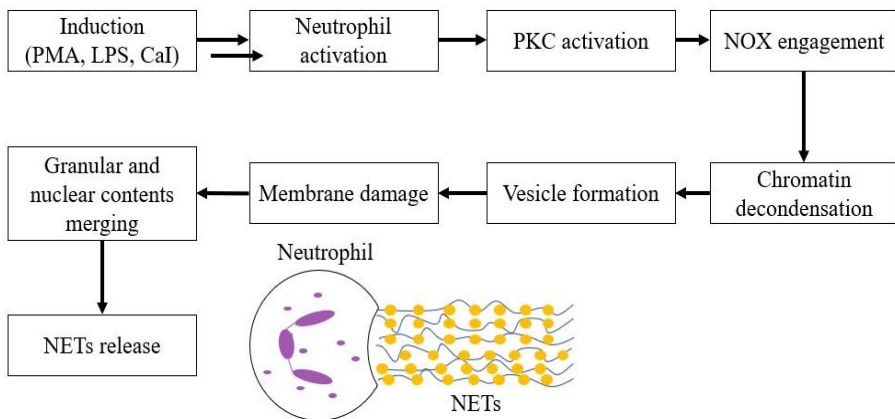 Induction
(PMA, LPS, CaI)
Neutrophil
activation
PKC activation
NOX engagement
Chromatin
decondensation
Vesicle formation
Membrane damage
Granular and
nuclear contents
merging
NETs release
Neutrophil
NETs